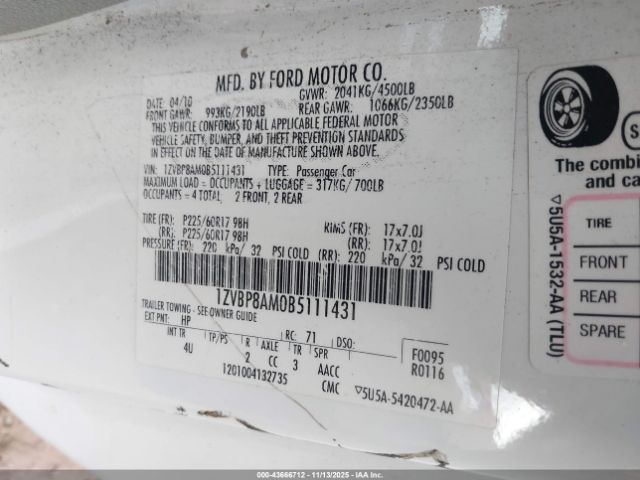 MFD. BY FORD MOTOR CO.
DATE: 04/10 GVWR: 2041KG/4500LB
FRONT GAWR: 993KG/2190LB REAR GAWR: 1066KG/2350LB
THIS VEHICLE CONFORMS TO ALL APPLICABLE FEDERAL MOTOR
VEHICLE SAFETY, BUMPER, AND THEFT PREVENTION STANDARDS
IN EFFECT ON THE DATE OF MANUFACTURE SHOWN ABOVE.
VIN: 1ZVBP8AM0B5111431 TYPE: Passenger Car
MAXIMUM LOAD = OCCUPANTS + LUGGAGE = 317KG/700LB
OCCUPANTS = 4 TOTAL, 2 FRONT, 2 REAR
TIRE (FR): P225/60R17 98H RIMS (FR): 17x7.0J
(RR): P225/60R17 98H (RR): 17x7.0J
PRESSURE (FR): 220 kPa/ 32 PSI COLD (RR): 220 kPa/ 32 PSI COLD
1ZVBP8AM0B5111431
TRAILER TOWING - SEE OWNER GUIDE
EXT PNT: HP RC: 71 DSO:
INT TR TP/PS R AXLE TR SPR F0095
4U 2 CC 3 AACC R0116
1201004132735 CMC ▽5U5A-5420472-AA
The combi
and ca
TIRE
FRONT
REAR
SPARE
▽5U5A-1532-AA (TLU)
000-43666712 - 11/13/2025 - IAAI.com